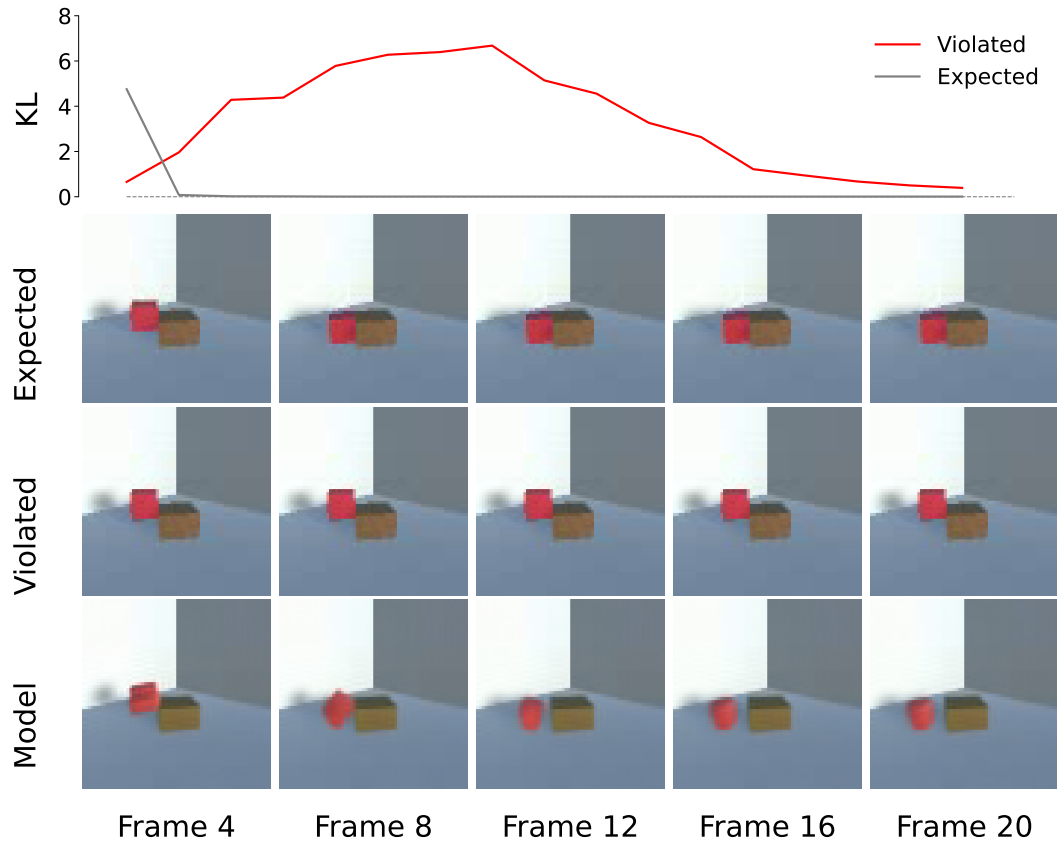 8
6
4
2
0
KL
Violated
Expected
Expected
Violated
Model
Frame 4
Frame 8
Frame 12
Frame 16
Frame 20